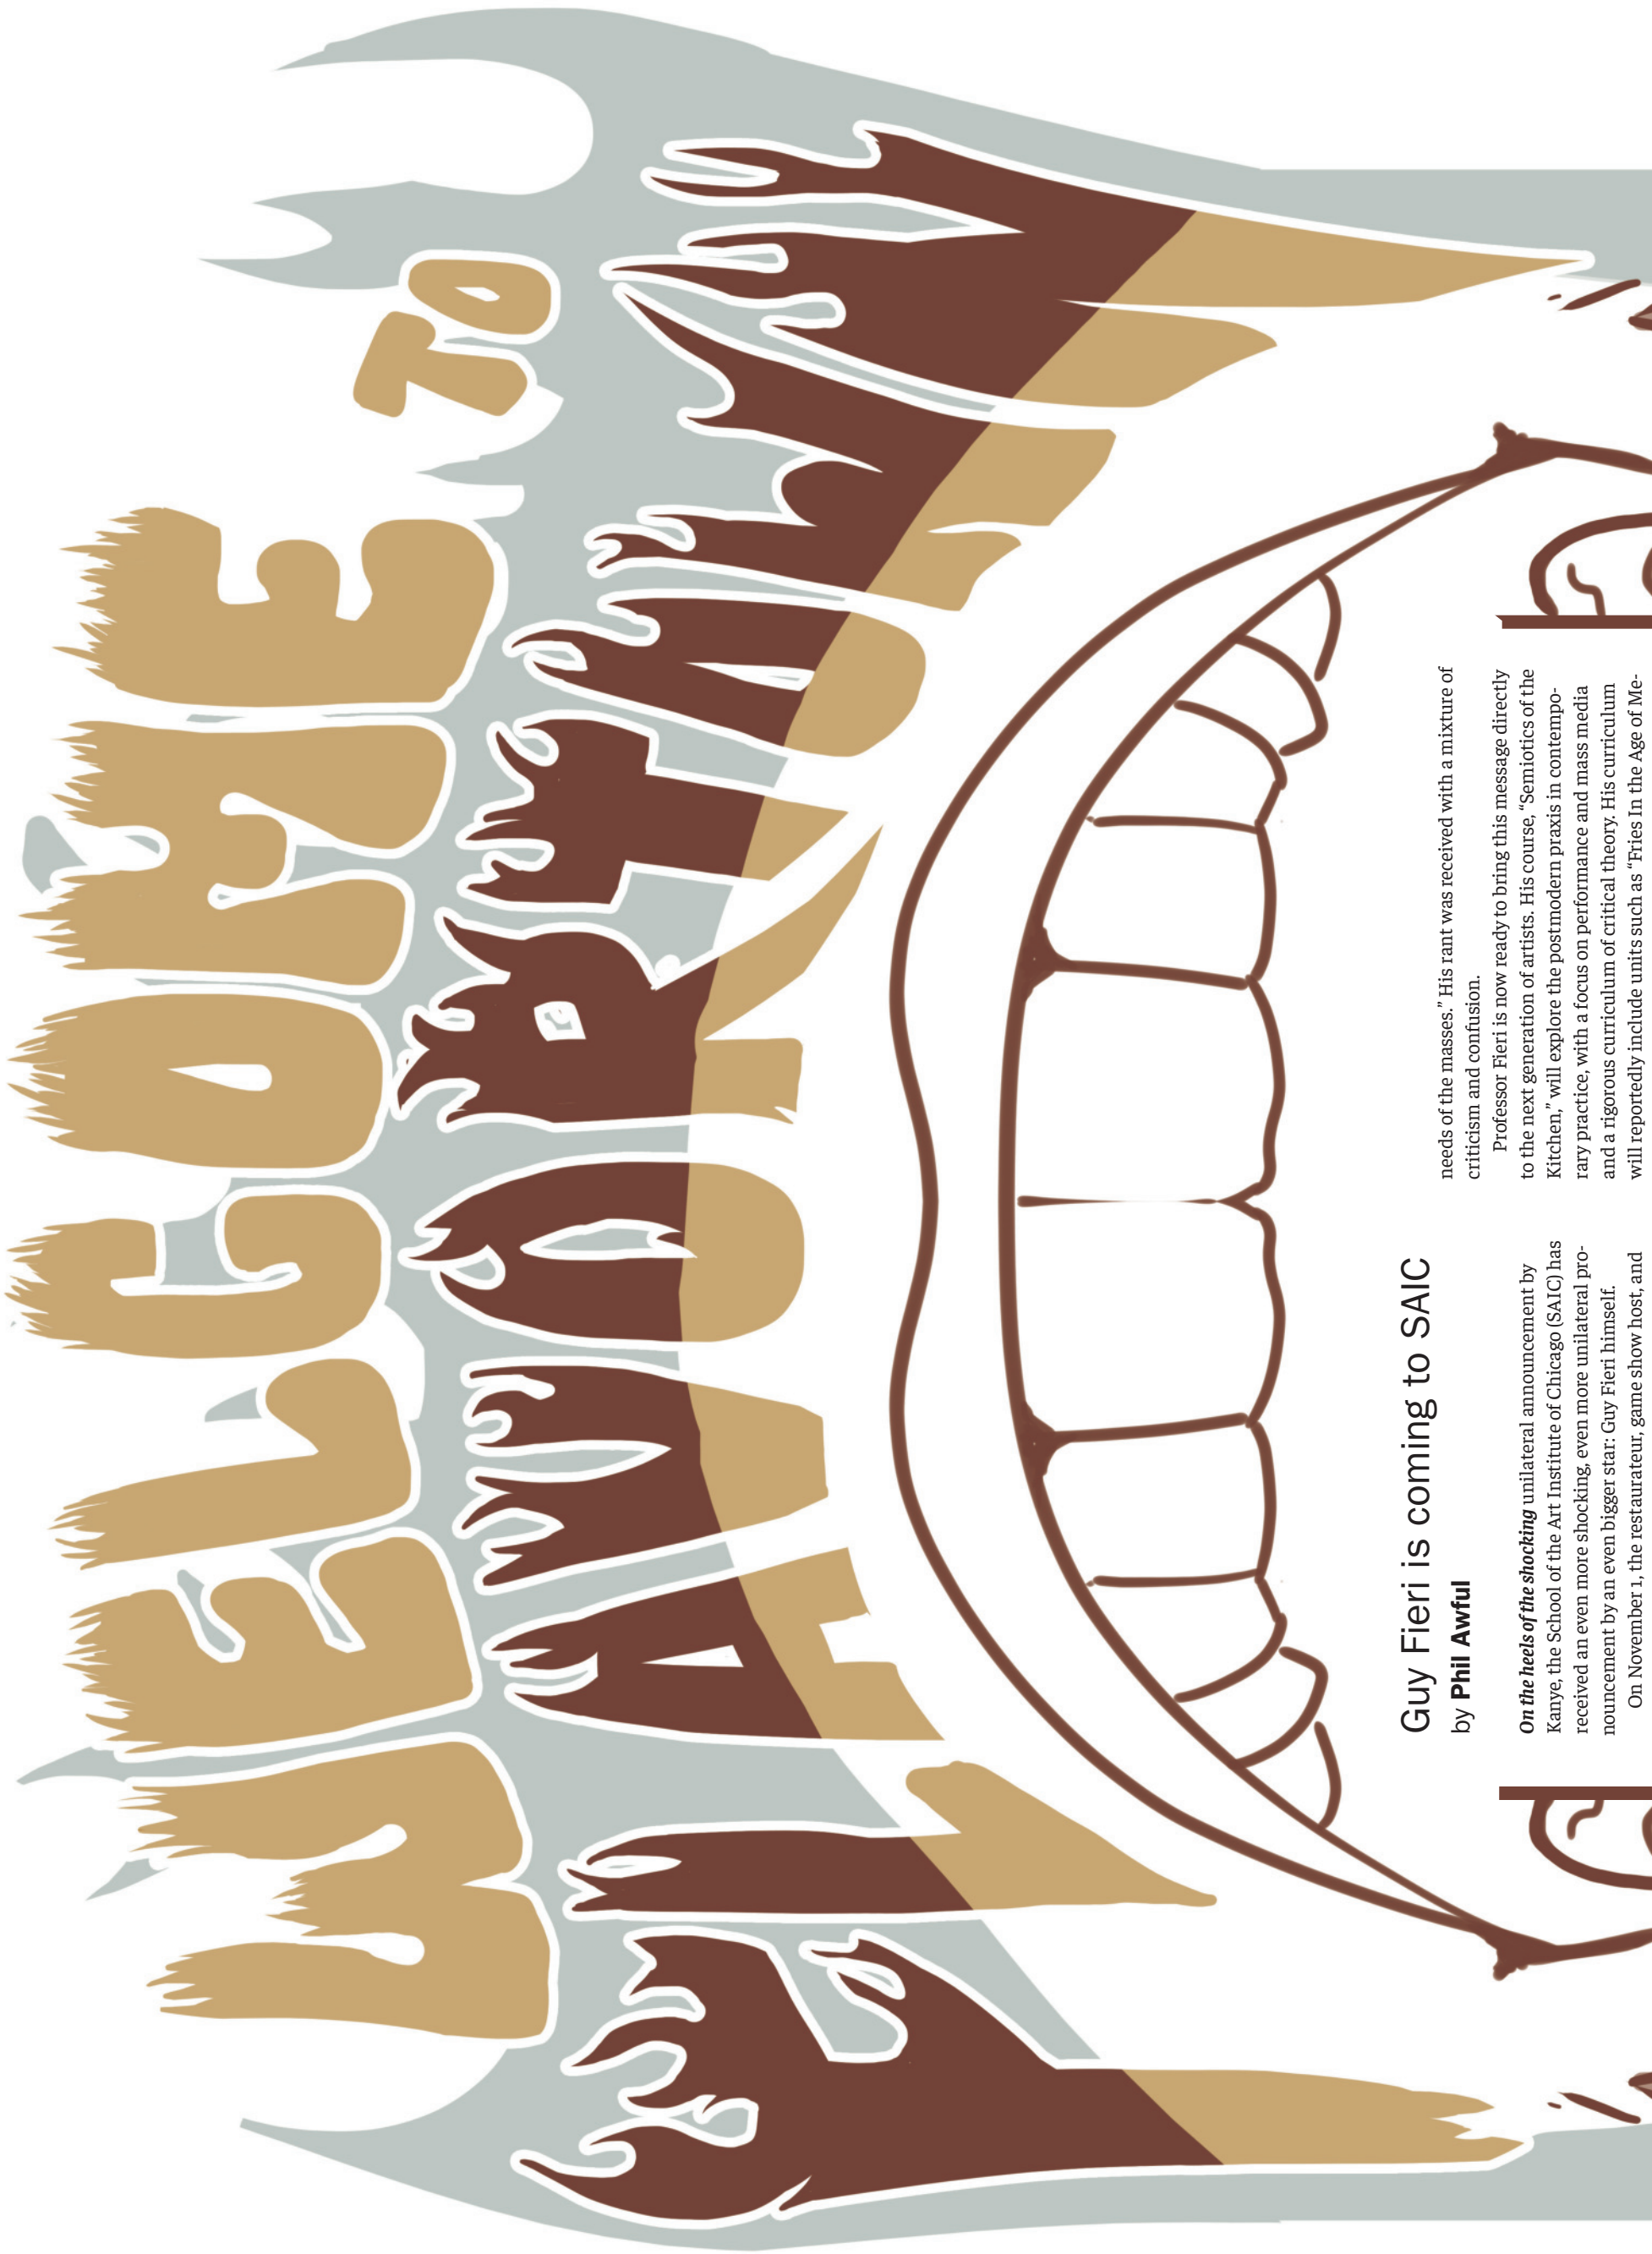 WELCOME TO
FLAVORTOWN
Guy Fieri is coming to SAIC
by Phil Awful
On the heels of the shocking unilateral announcement by
Kanye, the School of the Art Institute of Chicago (SAIC) has
received an even more shocking, even more unilateral pro-
nouncement by an even bigger star: Guy Fieri himself.
On November 1, the restaurateur, game show host, and
needs of the masses.” His rant was received with a mixture of
criticism and confusion.
Professor Fieri is now ready to bring this message directly
to the next generation of artists. His course, “Semiotics of the
Kitchen,” will explore the postmodern praxis in contempo-
rary practice, with a focus on performance and mass media
and a rigorous curriculum of critical theory. His curriculum
will reportedly include units such as “Fries In the Age of Me-